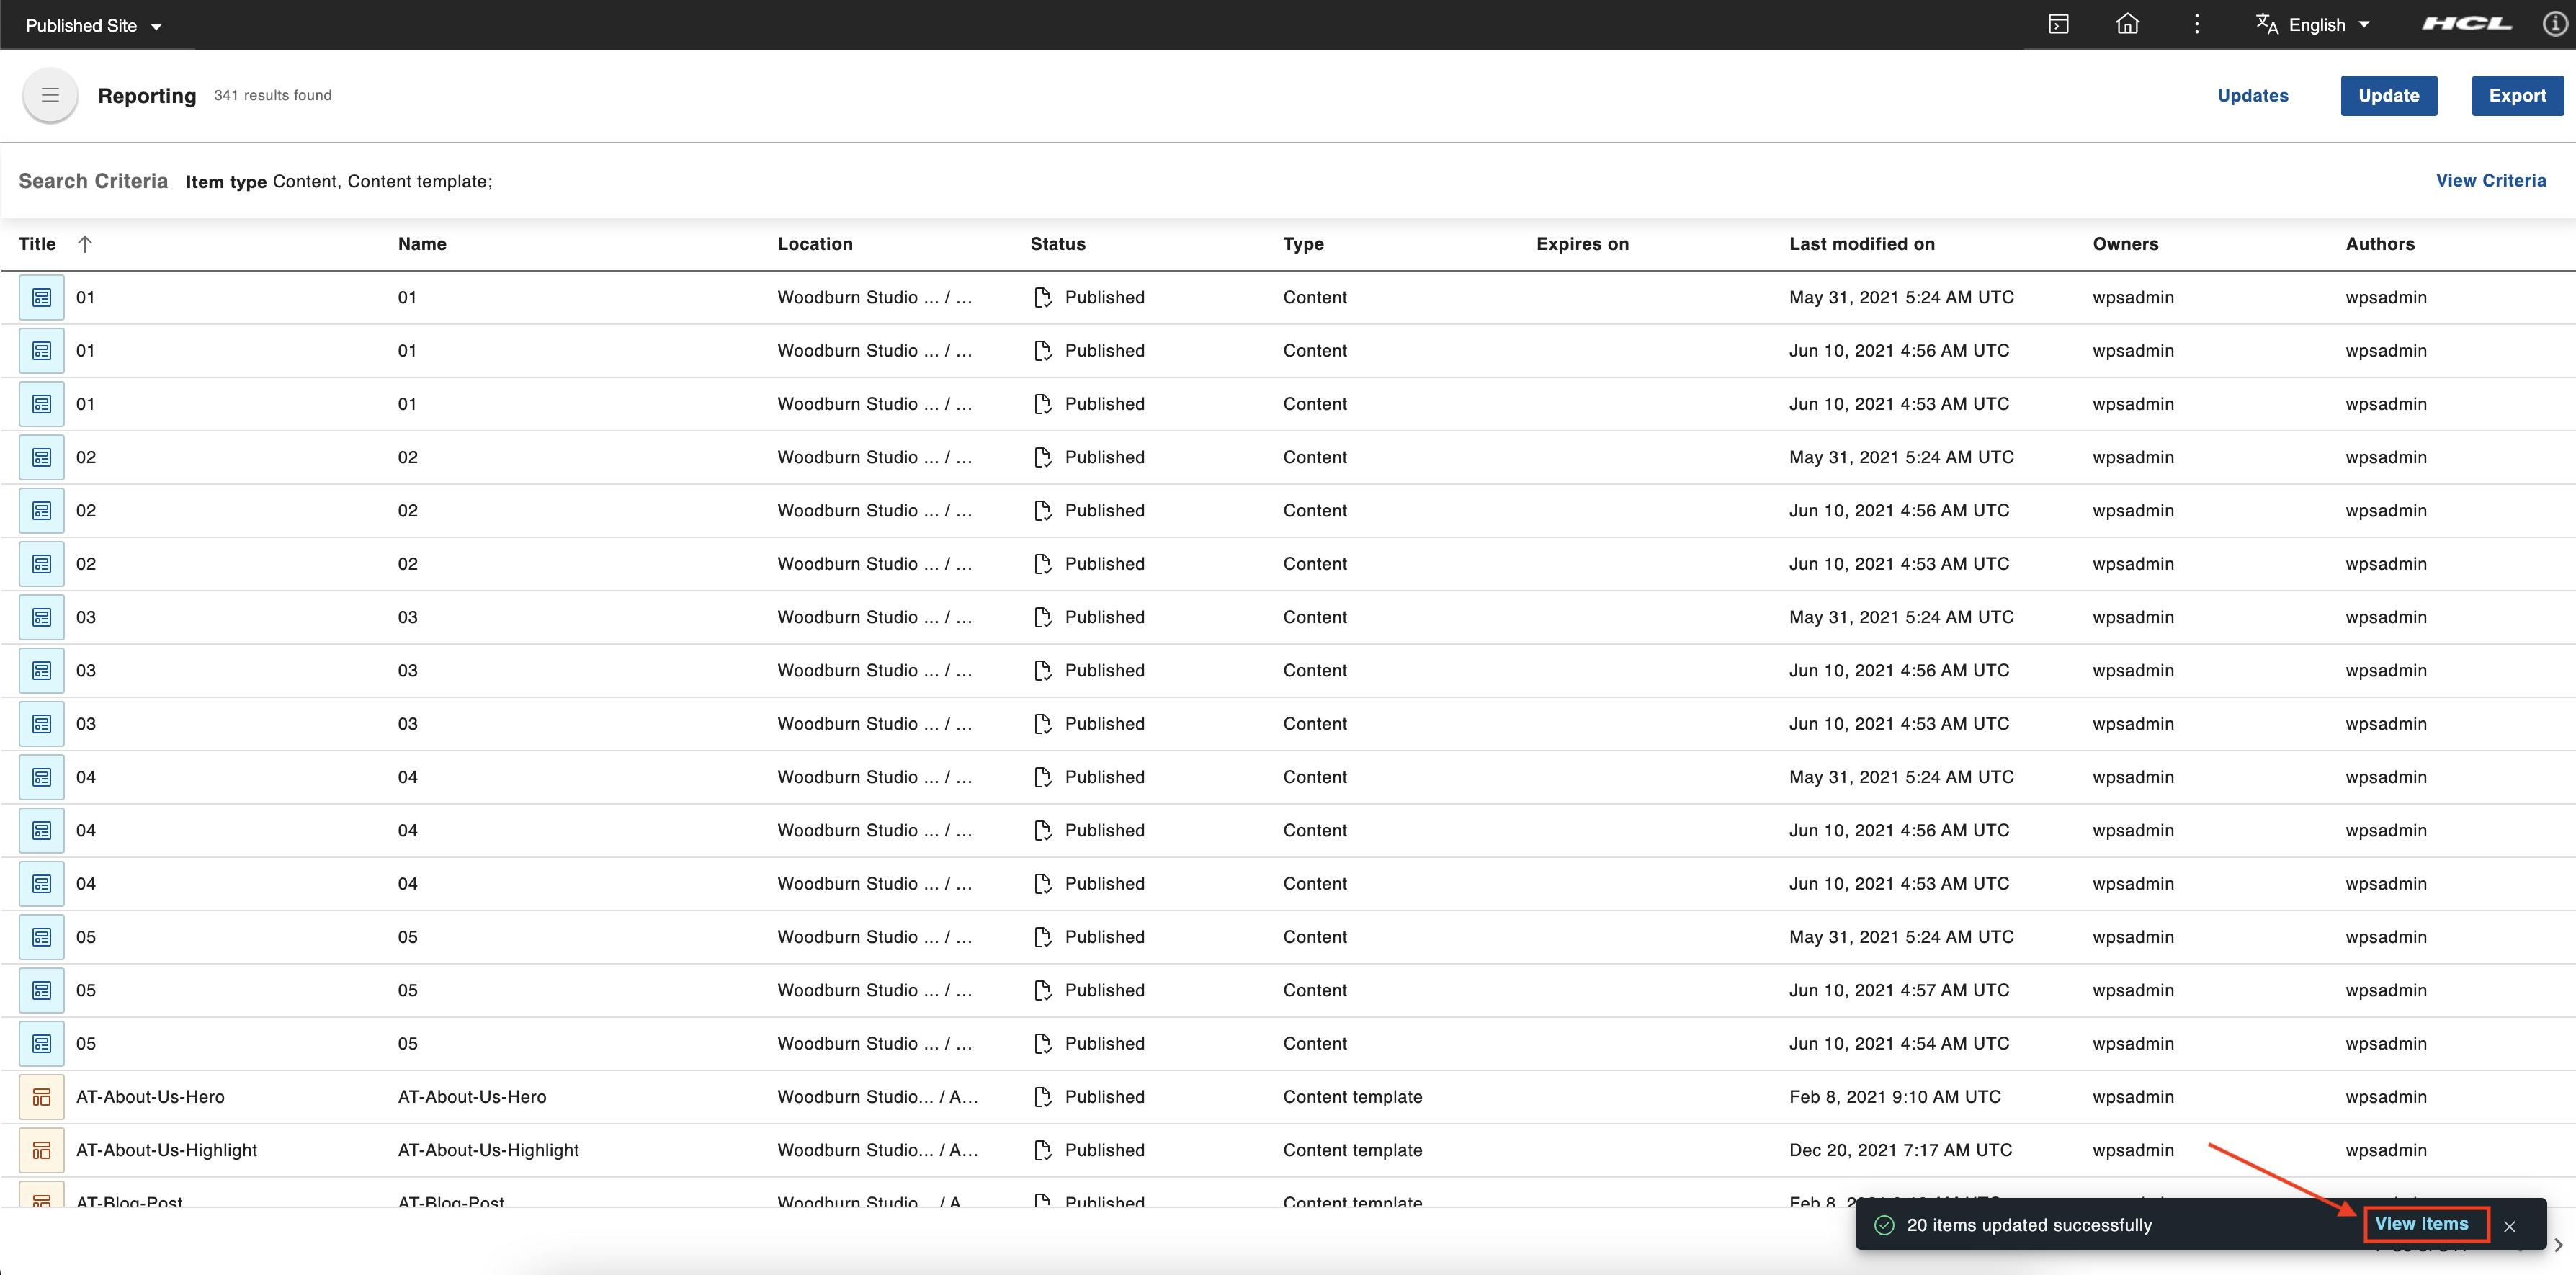 Published Site English HCL
Reporting 341 results found Updates Update Export
Search Criteria Item type Content, Content template; View Criteria
Title Name Location Status Type Expires on Last modified on Owners Authors
01 01 Woodburn Studio ... / ... Published Content May 31, 2021 5:24 AM UTC wpsadmin wpsadmin
01 01 Woodburn Studio ... / ... Published Content Jun 10, 2021 4:56 AM UTC wpsadmin wpsadmin
01 01 Woodburn Studio ... / ... Published Content Jun 10, 2021 4:53 AM UTC wpsadmin wpsadmin
02 02 Woodburn Studio ... / ... Published Content May 31, 2021 5:24 AM UTC wpsadmin wpsadmin
02 02 Woodburn Studio ... / ... Published Content Jun 10, 2021 4:56 AM UTC wpsadmin wpsadmin
02 02 Woodburn Studio ... / ... Published Content Jun 10, 2021 4:53 AM UTC wpsadmin wpsadmin
03 03 Woodburn Studio ... / ... Published Content May 31, 2021 5:24 AM UTC wpsadmin wpsadmin
03 03 Woodburn Studio ... / ... Published Content Jun 10, 2021 4:56 AM UTC wpsadmin wpsadmin
03 03 Woodburn Studio ... / ... Published Content Jun 10, 2021 4:53 AM UTC wpsadmin wpsadmin
04 04 Woodburn Studio ... / ... Published Content May 31, 2021 5:24 AM UTC wpsadmin wpsadmin
04 04 Woodburn Studio ... / ... Published Content Jun 10, 2021 4:56 AM UTC wpsadmin wpsadmin
04 04 Woodburn Studio ... / ... Published Content Jun 10, 2021 4:53 AM UTC wpsadmin wpsadmin
05 05 Woodburn Studio ... / ... Published Content May 31, 2021 5:24 AM UTC wpsadmin wpsadmin
05 05 Woodburn Studio ... / ... Published Content Jun 10, 2021 4:57 AM UTC wpsadmin wpsadmin
05 05 Woodburn Studio ... / ... Published Content Jun 10, 2021 4:54 AM UTC wpsadmin wpsadmin
AT-About-Us-Hero AT-About-Us-Hero Woodburn Studio... / A... Published Content template Feb 8, 2021 9:10 AM UTC wpsadmin wpsadmin
AT-About-Us-Highlight AT-About-Us-Highlight Woodburn Studio... / A... Published Content template Dec 20, 2021 7:17 AM UTC wpsadmin wpsadmin
AT-Blog-Post AT-Blog-Post Woodburn Studio... / A... Published Content template Feb 8,
20 items updated successfully View items